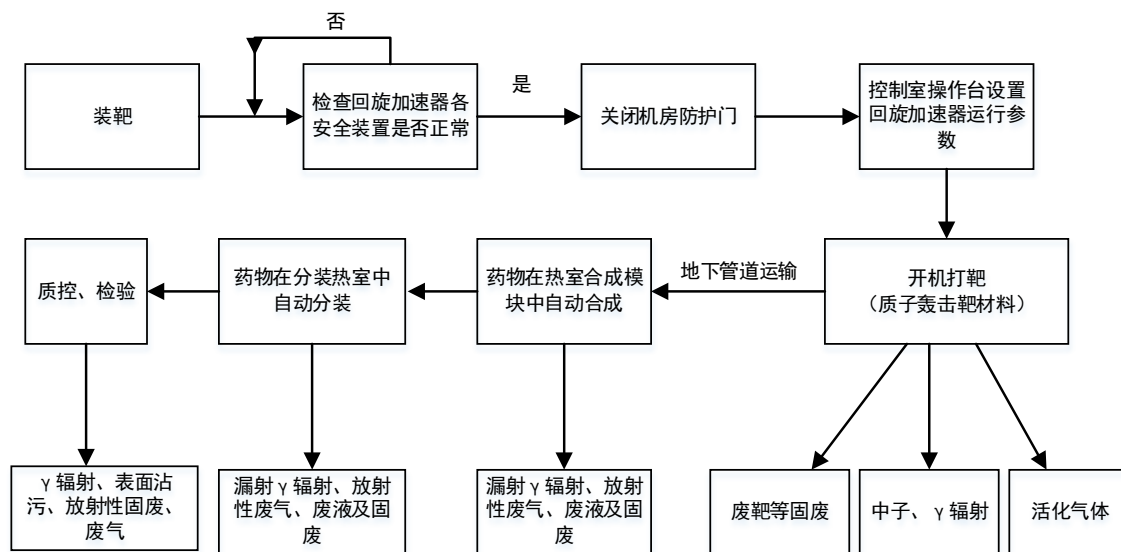 否
装靶
检查回旋加速器各
安全装置是否正常
是
关闭机房防护门
控制室操作台设置
回旋加速器运行参
数
质控、检验
药物在分装热室中
自动分装
药物在热室合成模
块中自动合成
地下管道运输
开机打靶
（质子轰击靶材料）
γ辐射、表面沾
污、放射性固废、
废气
漏射γ辐射、放射
性废气、废液及固
废
漏射γ辐射、放射
性废气、废液及固
废
废靶等固废
中子、γ辐射
活化气体